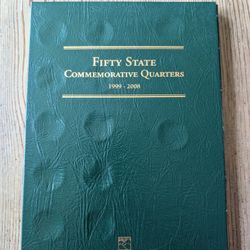 Fifty State
Commemorative Quarters
1999 - 2008